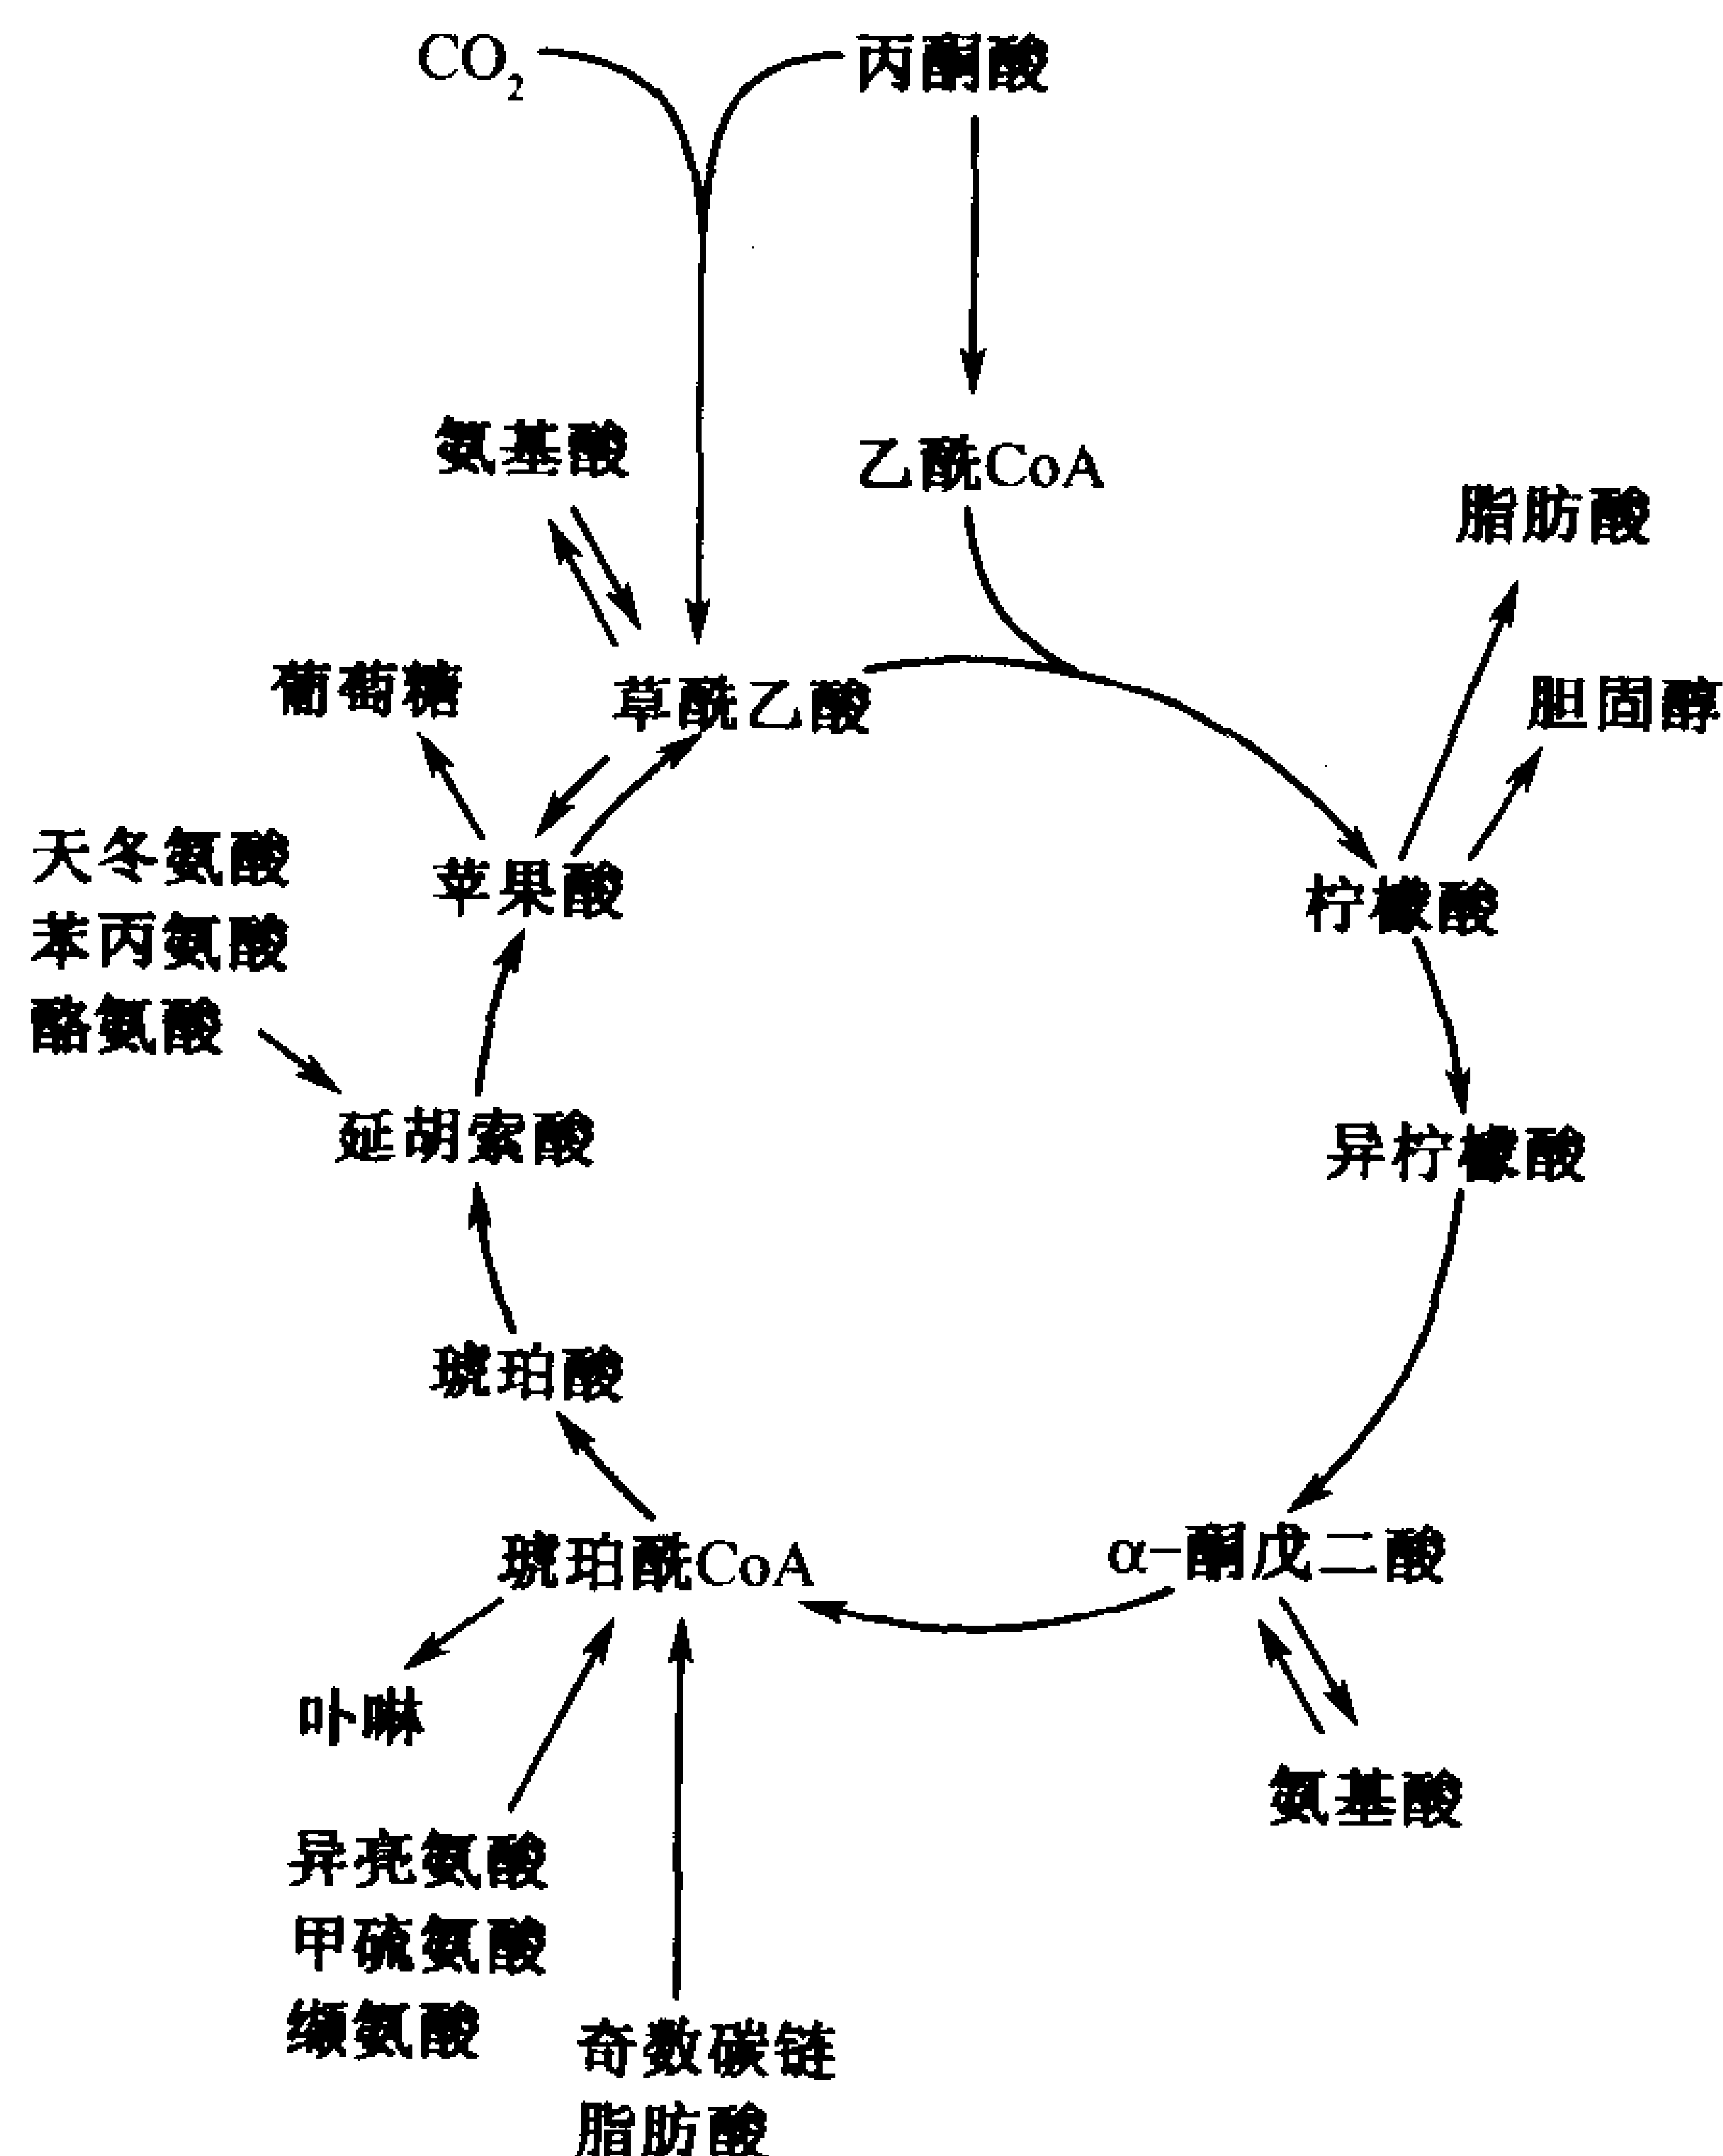 CO₂
丙酮酸
氨基酸
乙酰CoA
脂肪酸
葡萄糖
草酰乙酸
胆固醇
天冬氨酸
苯丙氨酸
酪氨酸
苹果酸
柠檬酸
延胡索酸
异柠檬酸
琥珀酸
琥珀酰CoA
α-酮戊二酸
卟啉
氨基酸
异亮氨酸
甲硫氨酸
缬氨酸
奇数碳链
脂肪酸